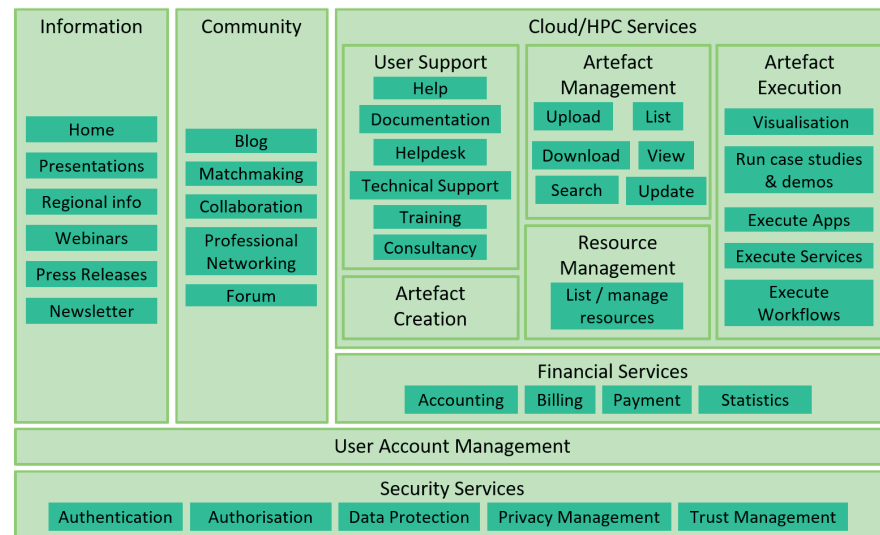 Information
Home
Presentations
Regional info
Webinars
Press Releases
Newsletter
Community
Blog
Matchmaking
Collaboration
Professional
Networking
Forum
Cloud/HPC Services
User Support
Help
Documentation
Helpdesk
Technical Support
Training
Consultancy
Artefact
Creation
Artefact
Management
Upload
List
Download
View
Search
Update
Resource
Management
List / manage
resources
Artefact
Execution
Visualisation
Run case studies
& demos
Execute Apps
Execute Services
Execute
Workflows
Financial Services
Accounting
Billing
Payment
Statistics
User Account Management
Security Services
Authentication
Authorisation
Data Protection
Privacy Management
Trust Management